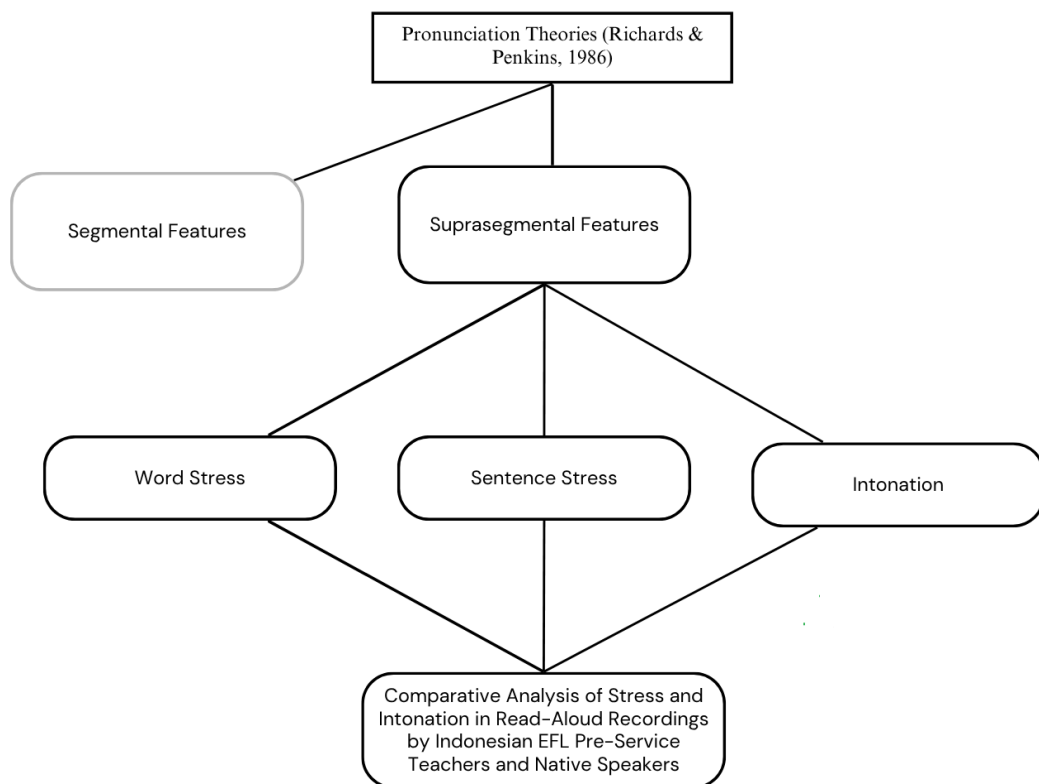 Pronunciation Theories (Richards &
Penkins, 1986)
Segmental Features
Suprasegmental Features
Word Stress
Sentence Stress
Intonation
Comparative Analysis of Stress and
Intonation in Read-Aloud Recordings
by Indonesian EFL Pre-Service
Teachers and Native Speakers